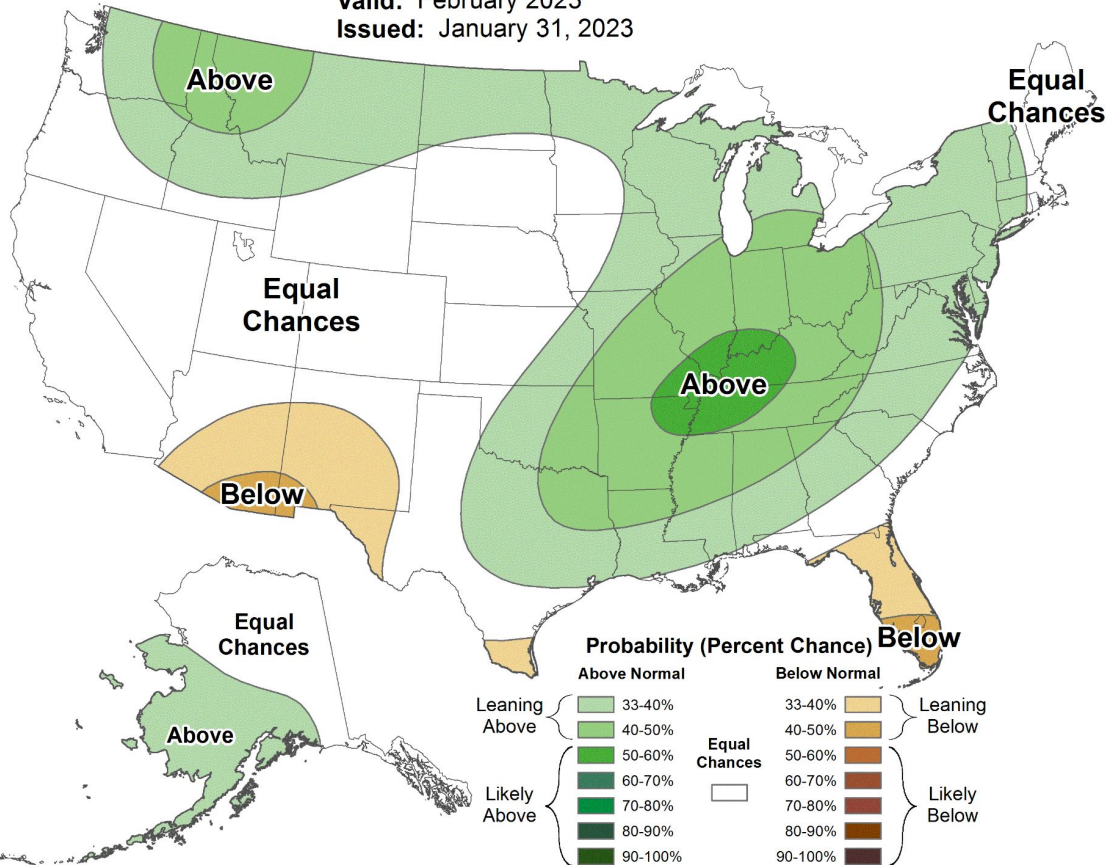 Valid: February 2023
Issued: January 31, 2023
Above
Equal
Chances
Equal
Chances
Above
Below
Equal
Chances
Above
Below
Probability (Percent Chance)
Above Normal
Below Normal
Leaning
Above
33-40%
40-50%
Likely
Above
50-60%
60-70%
70-80%
80-90%
90-100%
Equal
Chances
33-40%
40-50%
Leaning
Below
50-60%
60-70%
70-80%
80-90%
90-100%
Likely
Below